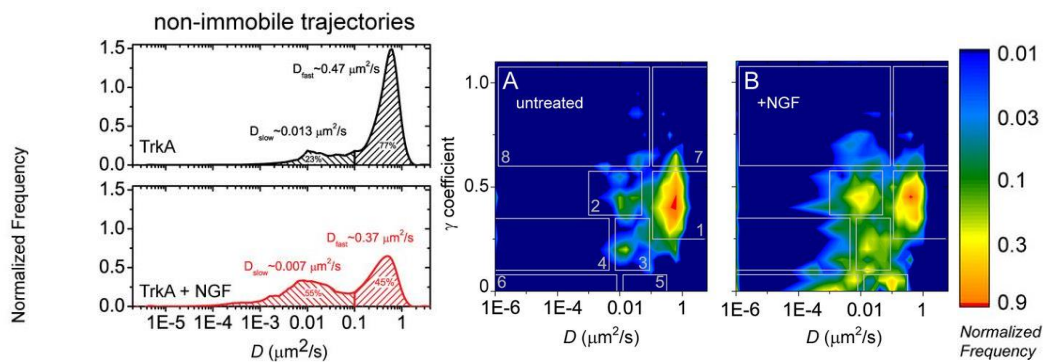 non-immobile trajectories
Normalized Frequency
1.5
1.0
0.5
0.0
D_fast~0.47 μm²/s
D_slow~0.013 μm²/s
TrkA
23%
77%
1.5
1.0
0.5
0.0
D_fast~0.37 μm²/s
D_slow~0.007 μm²/s
TrkA + NGF
55%
45%
1E-5 1E-4 1E-3 0.01 0.1 1
D (μm²/s)
γ coefficient
1.0
0.5
0
A
untreated
8
7
2
1
4
3
6
5
1E-6 1E-4 0.01 1
D (μm²/s)
B
+NGF
1E-6 1E-4 0.01 1
D (μm²/s)
0.01
0.03
0.1
0.3
0.9
Normalized
Frequency